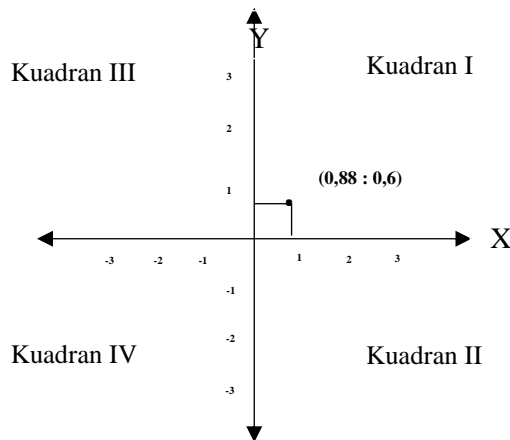 Y
Kuadran III
Kuadran I
3
2
(0,88 : 0,6)
1
X
-3 -2 -1 1 2 3
-1
-2
Kuadran IV
Kuadran II
-3